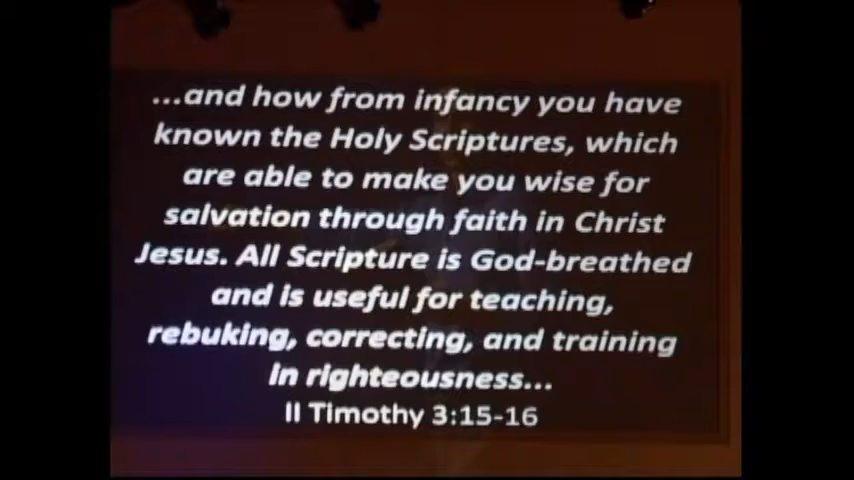 ...and how from infancy you have
known the Holy Scriptures, which
are able to make you wise for
salvation through faith in Christ
Jesus. All Scripture is God-breathed
and is useful for teaching,
rebuking, correcting, and training
in righteousness...
II Timothy 3:15-16